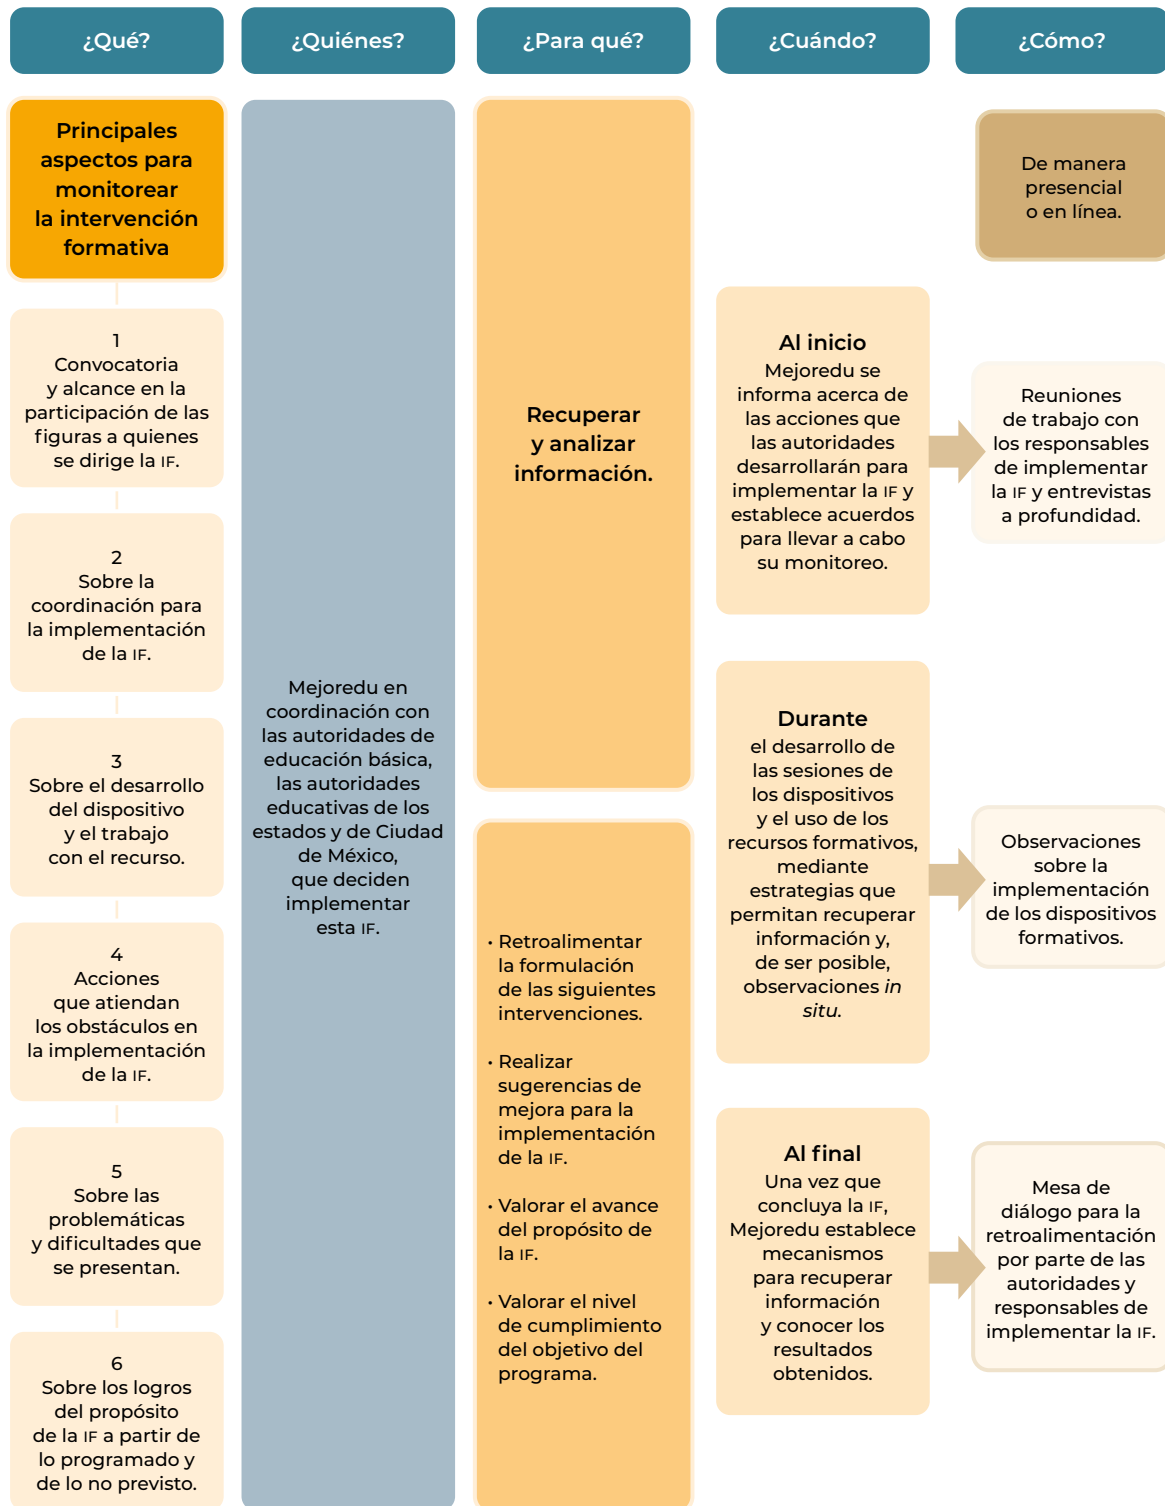 ¿Qué?
¿Quiénes?
¿Para qué?
¿Cuándo?
¿Cómo?
Principales
aspectos para
monitorear
la intervención
formativa
1
Convocatoria
y alcance en la
participación de las
figuras a quienes
se dirige la IF.
2
Sobre la
coordinación para
la implementación
de la IF.
3
Sobre el desarrollo
del dispositivo
y el trabajo
con el recurso.
4
Acciones
que atiendan
los obstáculos en
la implementación
de la IF.
5
Sobre las
problemáticas
y dificultades que
se presentan.
6
Sobre los logros
del propósito
de la IF a partir de
lo programado y
de lo no previsto.
Mejoredu en
coordinación con
las autoridades de
educación básica,
las autoridades
educativas de los
estados y de Ciudad
de México,
que deciden
implementar
esta IF.
Recuperar
y analizar
información.
· Retroalimentar
la formulación
de las siguientes
intervenciones.
· Realizar
sugerencias de
mejora para la
implementación
de la IF.
· Valorar el avance
del propósito de
la IF.
· Valorar el nivel
de cumplimiento
del objetivo del
programa.
Al inicio
Mejoredu se
informa acerca de
las acciones que
las autoridades
desarrollarán para
implementar la IF y
establece acuerdos
para llevar a cabo
su monitoreo.
Durante
el desarrollo de
las sesiones de
los dispositivos
y el uso de los
recursos formativos,
mediante
estrategias que
permitan recuperar
información y,
de ser posible,
observaciones in
situ.
Al final
Una vez que
concluya la IF,
Mejoredu establece
mecanismos
para recuperar
información
y conocer los
resultados
obtenidos.
De manera
presencial
o en línea.
Reuniones
de trabajo con
los responsables
de implementar
la IF y entrevistas
a profundidad.
Observaciones
sobre la
implementación
de los dispositivos
formativos.
Mesa de
diálogo para la
retroalimentación
por parte de las
autoridades y
responsables de
implementar la IF.